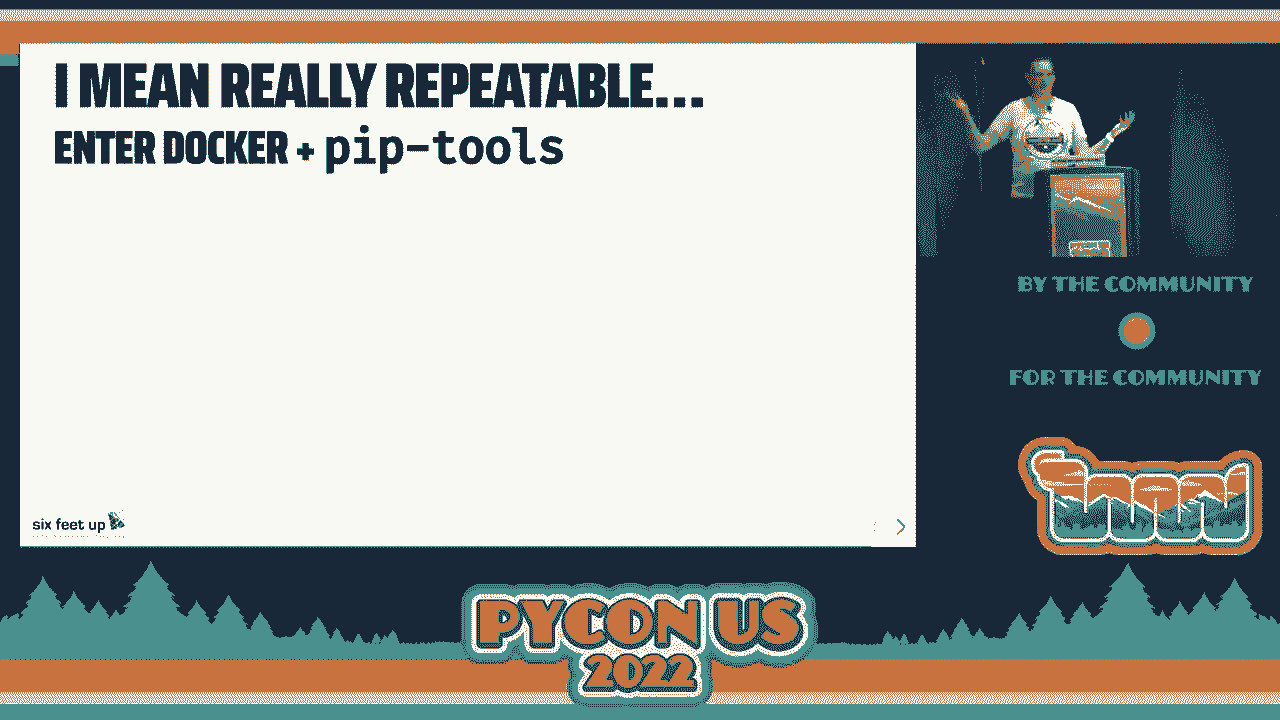 I MEAN REALLY REPEATABLE...
ENTER DOCKER + pip-tools
six feet up
BY THE COMMUNITY
FOR THE COMMUNITY
PYCON US
2022